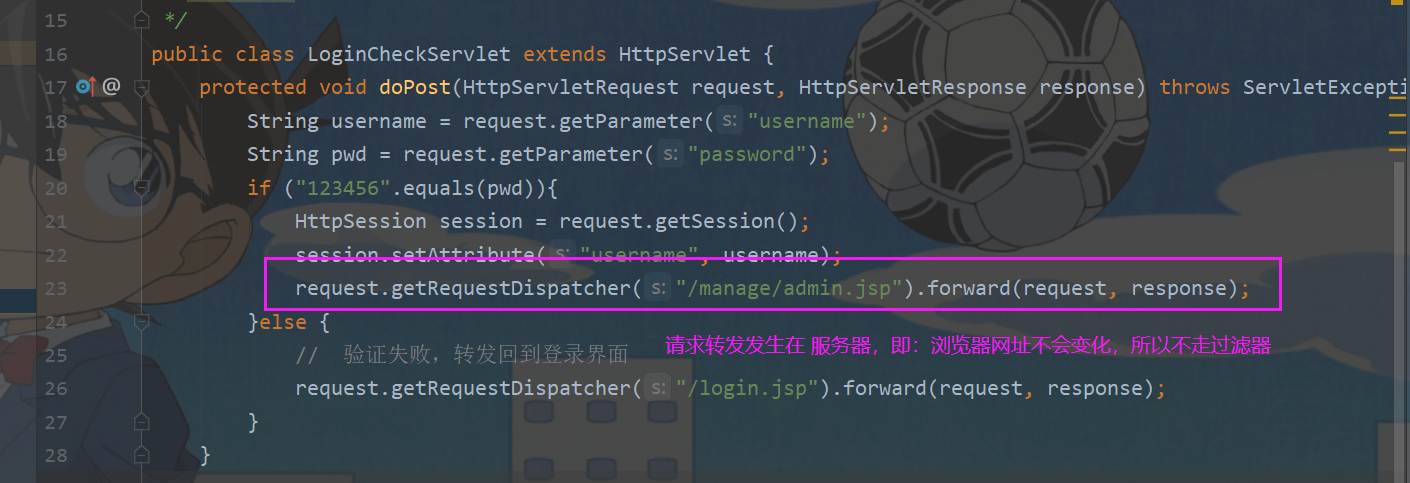 15 */
16 public class LoginCheckServlet extends HttpServlet {
17 @ protected void doPost(HttpServletRequest request, HttpServletResponse response) throws ServletExcepti
18 String username = request.getParameter( s: "username");
19 String pwd = request.getParameter( s: "password");
20 if ("123456".equals(pwd)){
21 HttpSession session = request.getSession();
22 session.setAttribute( s: "username", username);
23 request.getRequestDispatcher( s: "/manage/admin.jsp").forward(request, response);
24 }else {
25 // 验证失败，转发回到登录界面 请求转发发生在 服务器，即：浏览器网址不会变化，所以不走过滤器
26 request.getRequestDispatcher( s: "/login.jsp").forward(request, response);
27 }
28 }